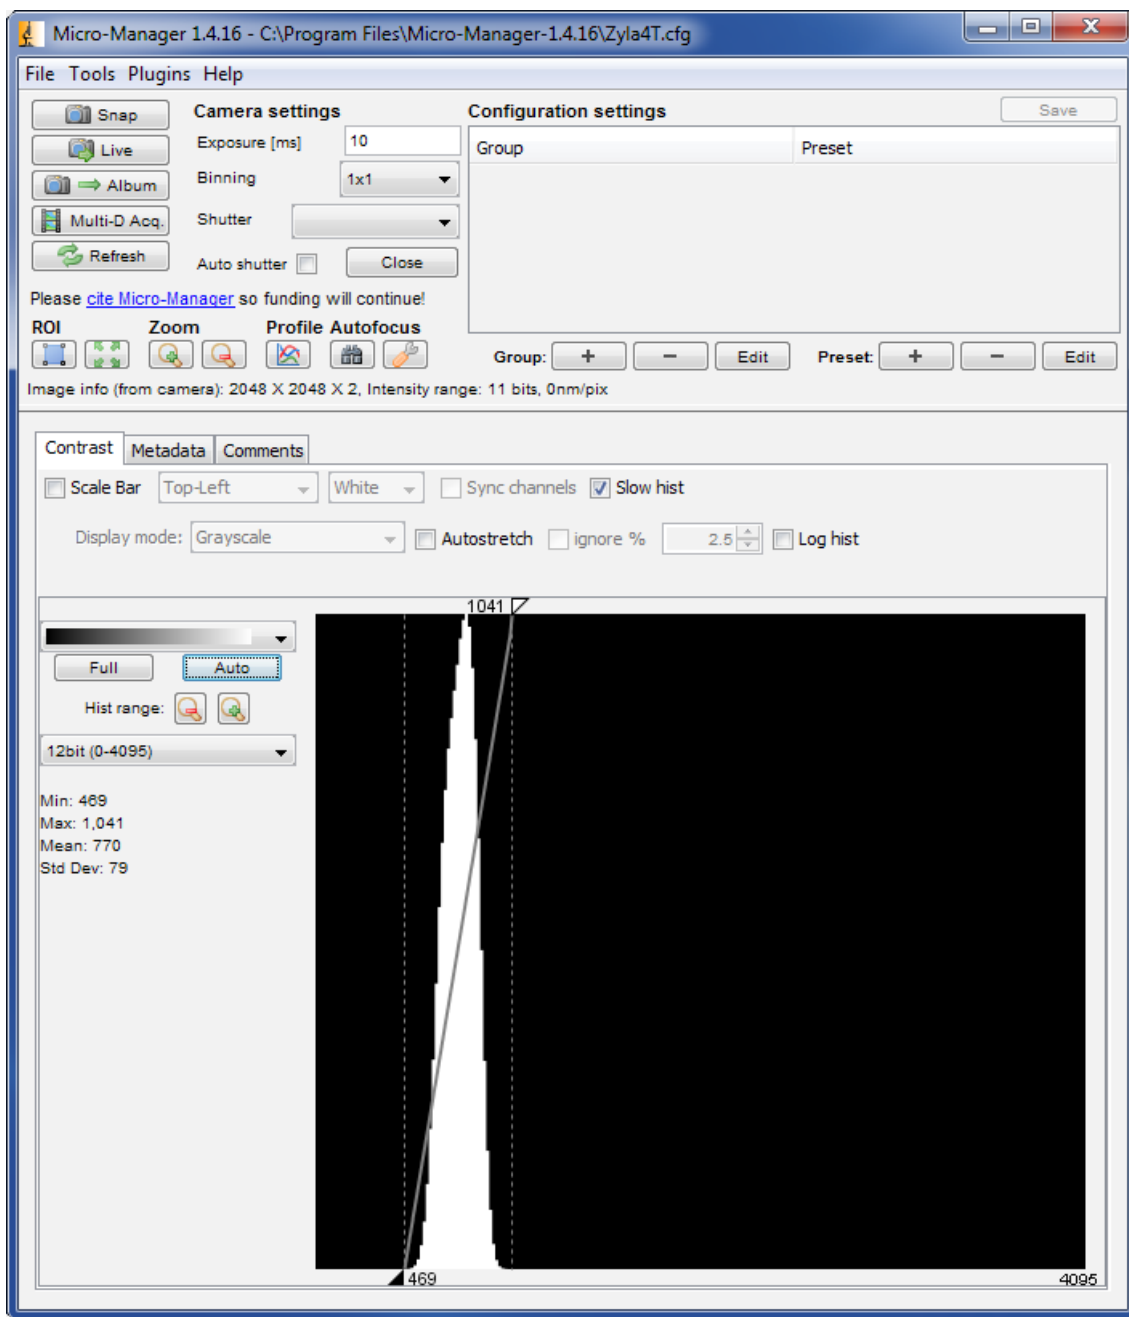 Micro-Manager 1.4.16 - C:\Program Files\Micro-Manager-1.4.16\Zyla4T.cfg
File Tools Plugins Help
Snap
Live
Album
Multi-D Acq.
Refresh
Camera settings
Exposure [ms] 10
Binning 1x1
Shutter
Auto shutter Close
Configuration settings Save
Group Preset
Please cite Micro-Manager so funding will continue!
ROI Zoom Profile Autofocus
Group: + - Edit Preset: + - Edit
Image info (from camera): 2048 X 2048 X 2, Intensity range: 11 bits, 0nm/pix
Contrast Metadata Comments
Scale Bar Top-Left White Sync channels Slow hist
Display mode: Grayscale Autostretch ignore % 2.5 Log hist
1041
Full Auto
Hist range:
12bit (0-4095)
Min: 469
Max: 1,041
Mean: 770
Std Dev: 79
469 4095